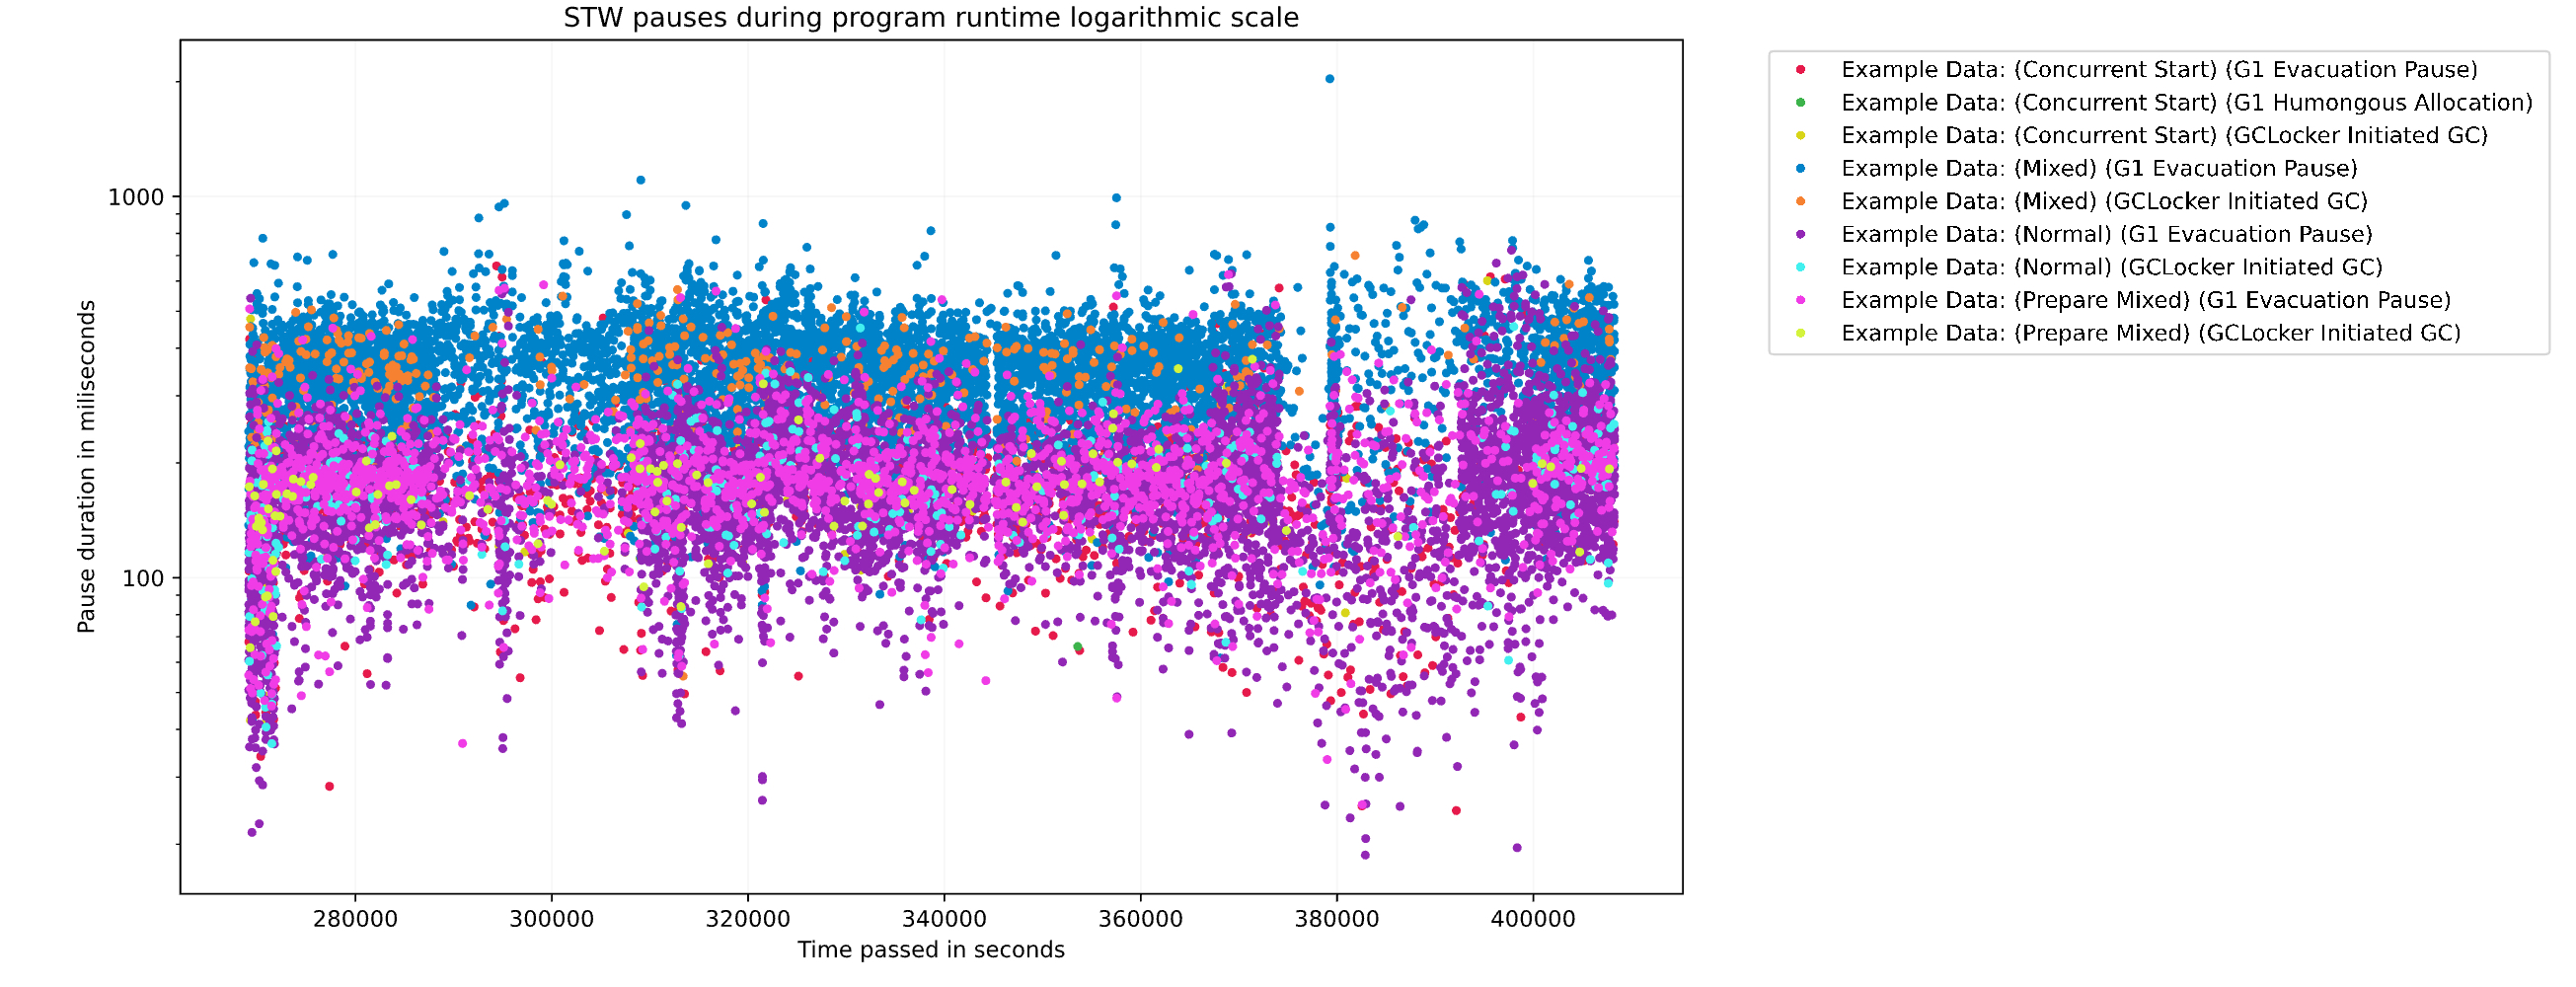 STW pauses during program runtime logarithmic scale
Pause duration in miliseconds
1000
100
280000 300000 320000 340000 360000 380000 400000
Time passed in seconds
Example Data: (Concurrent Start) (G1 Evacuation Pause)
Example Data: (Concurrent Start) (G1 Humongous Allocation)
Example Data: (Concurrent Start) (GCLocker Initiated GC)
Example Data: (Mixed) (G1 Evacuation Pause)
Example Data: (Mixed) (GCLocker Initiated GC)
Example Data: (Normal) (G1 Evacuation Pause)
Example Data: (Normal) (GCLocker Initiated GC)
Example Data: (Prepare Mixed) (G1 Evacuation Pause)
Example Data: (Prepare Mixed) (GCLocker Initiated GC)